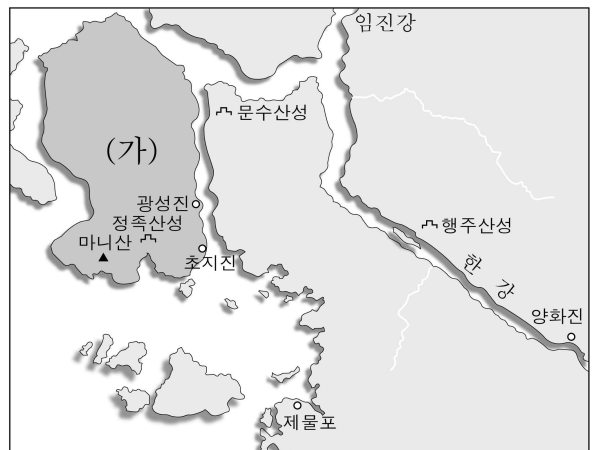 임진강
문수산성
(가)
광성진
정족산성
행주산성
마니산
초지진
한강
양화진
제물포